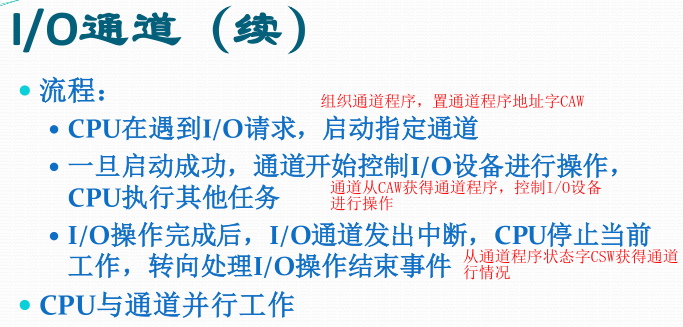 I/O通道（续）
流程：
组织通道程序，置通道程序地址字CAW
CPU在遇到I/O请求，启动指定通道
一旦启动成功，通道开始控制I/O设备进行操作，
CPU执行其他任务
通道从CAW获得通道程序，控制I/O设备
进行操作
I/O操作完成后，I/O通道发出中断，CPU停止当前
工作，转向处理I/O操作结束事件
从通道程序状态字CSW获得通道
行情况
CPU与通道并行工作